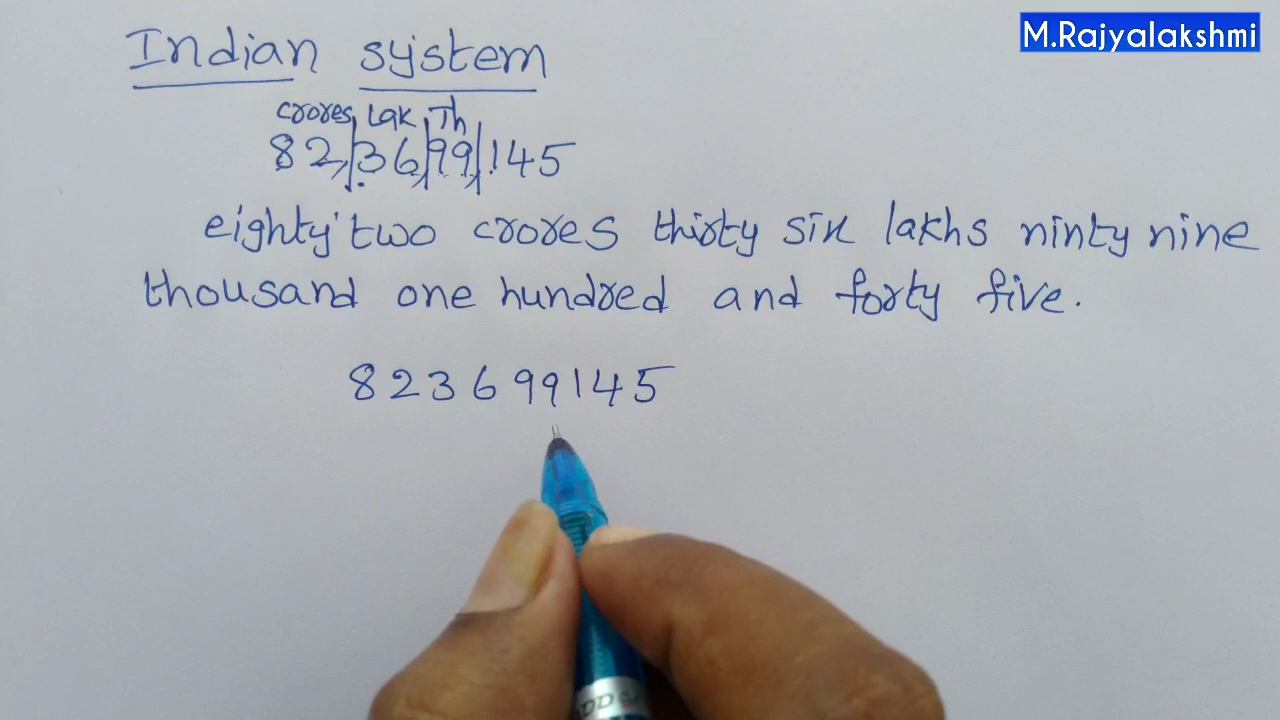 M.Rajyalakshmi
Indian system
crores Lak Th
82,36,99,145
eighty two crores thirty six lakhs ninty nine
thousand one hundred and forty five.
823699145